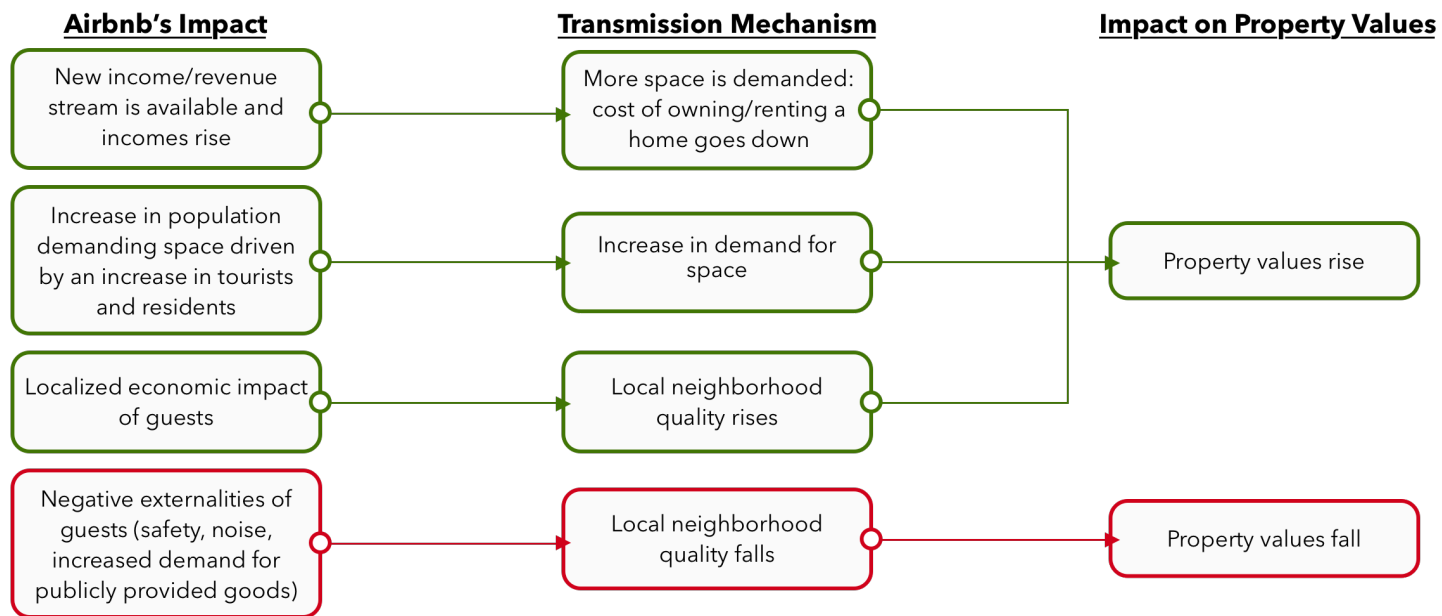 Airbnb's Impact
Transmission Mechanism
Impact on Property Values
New income/revenue
stream is available and
incomes rise
More space is demanded:
cost of owning/renting a
home goes down
Increase in population
demanding space driven
by an increase in tourists
and residents
Increase in demand for
space
Property values rise
Localized economic impact
of guests
Local neighborhood
quality rises
Negative externalities of
guests (safety, noise,
increased demand for
publicly provided goods)
Local neighborhood
quality falls
Property values fall